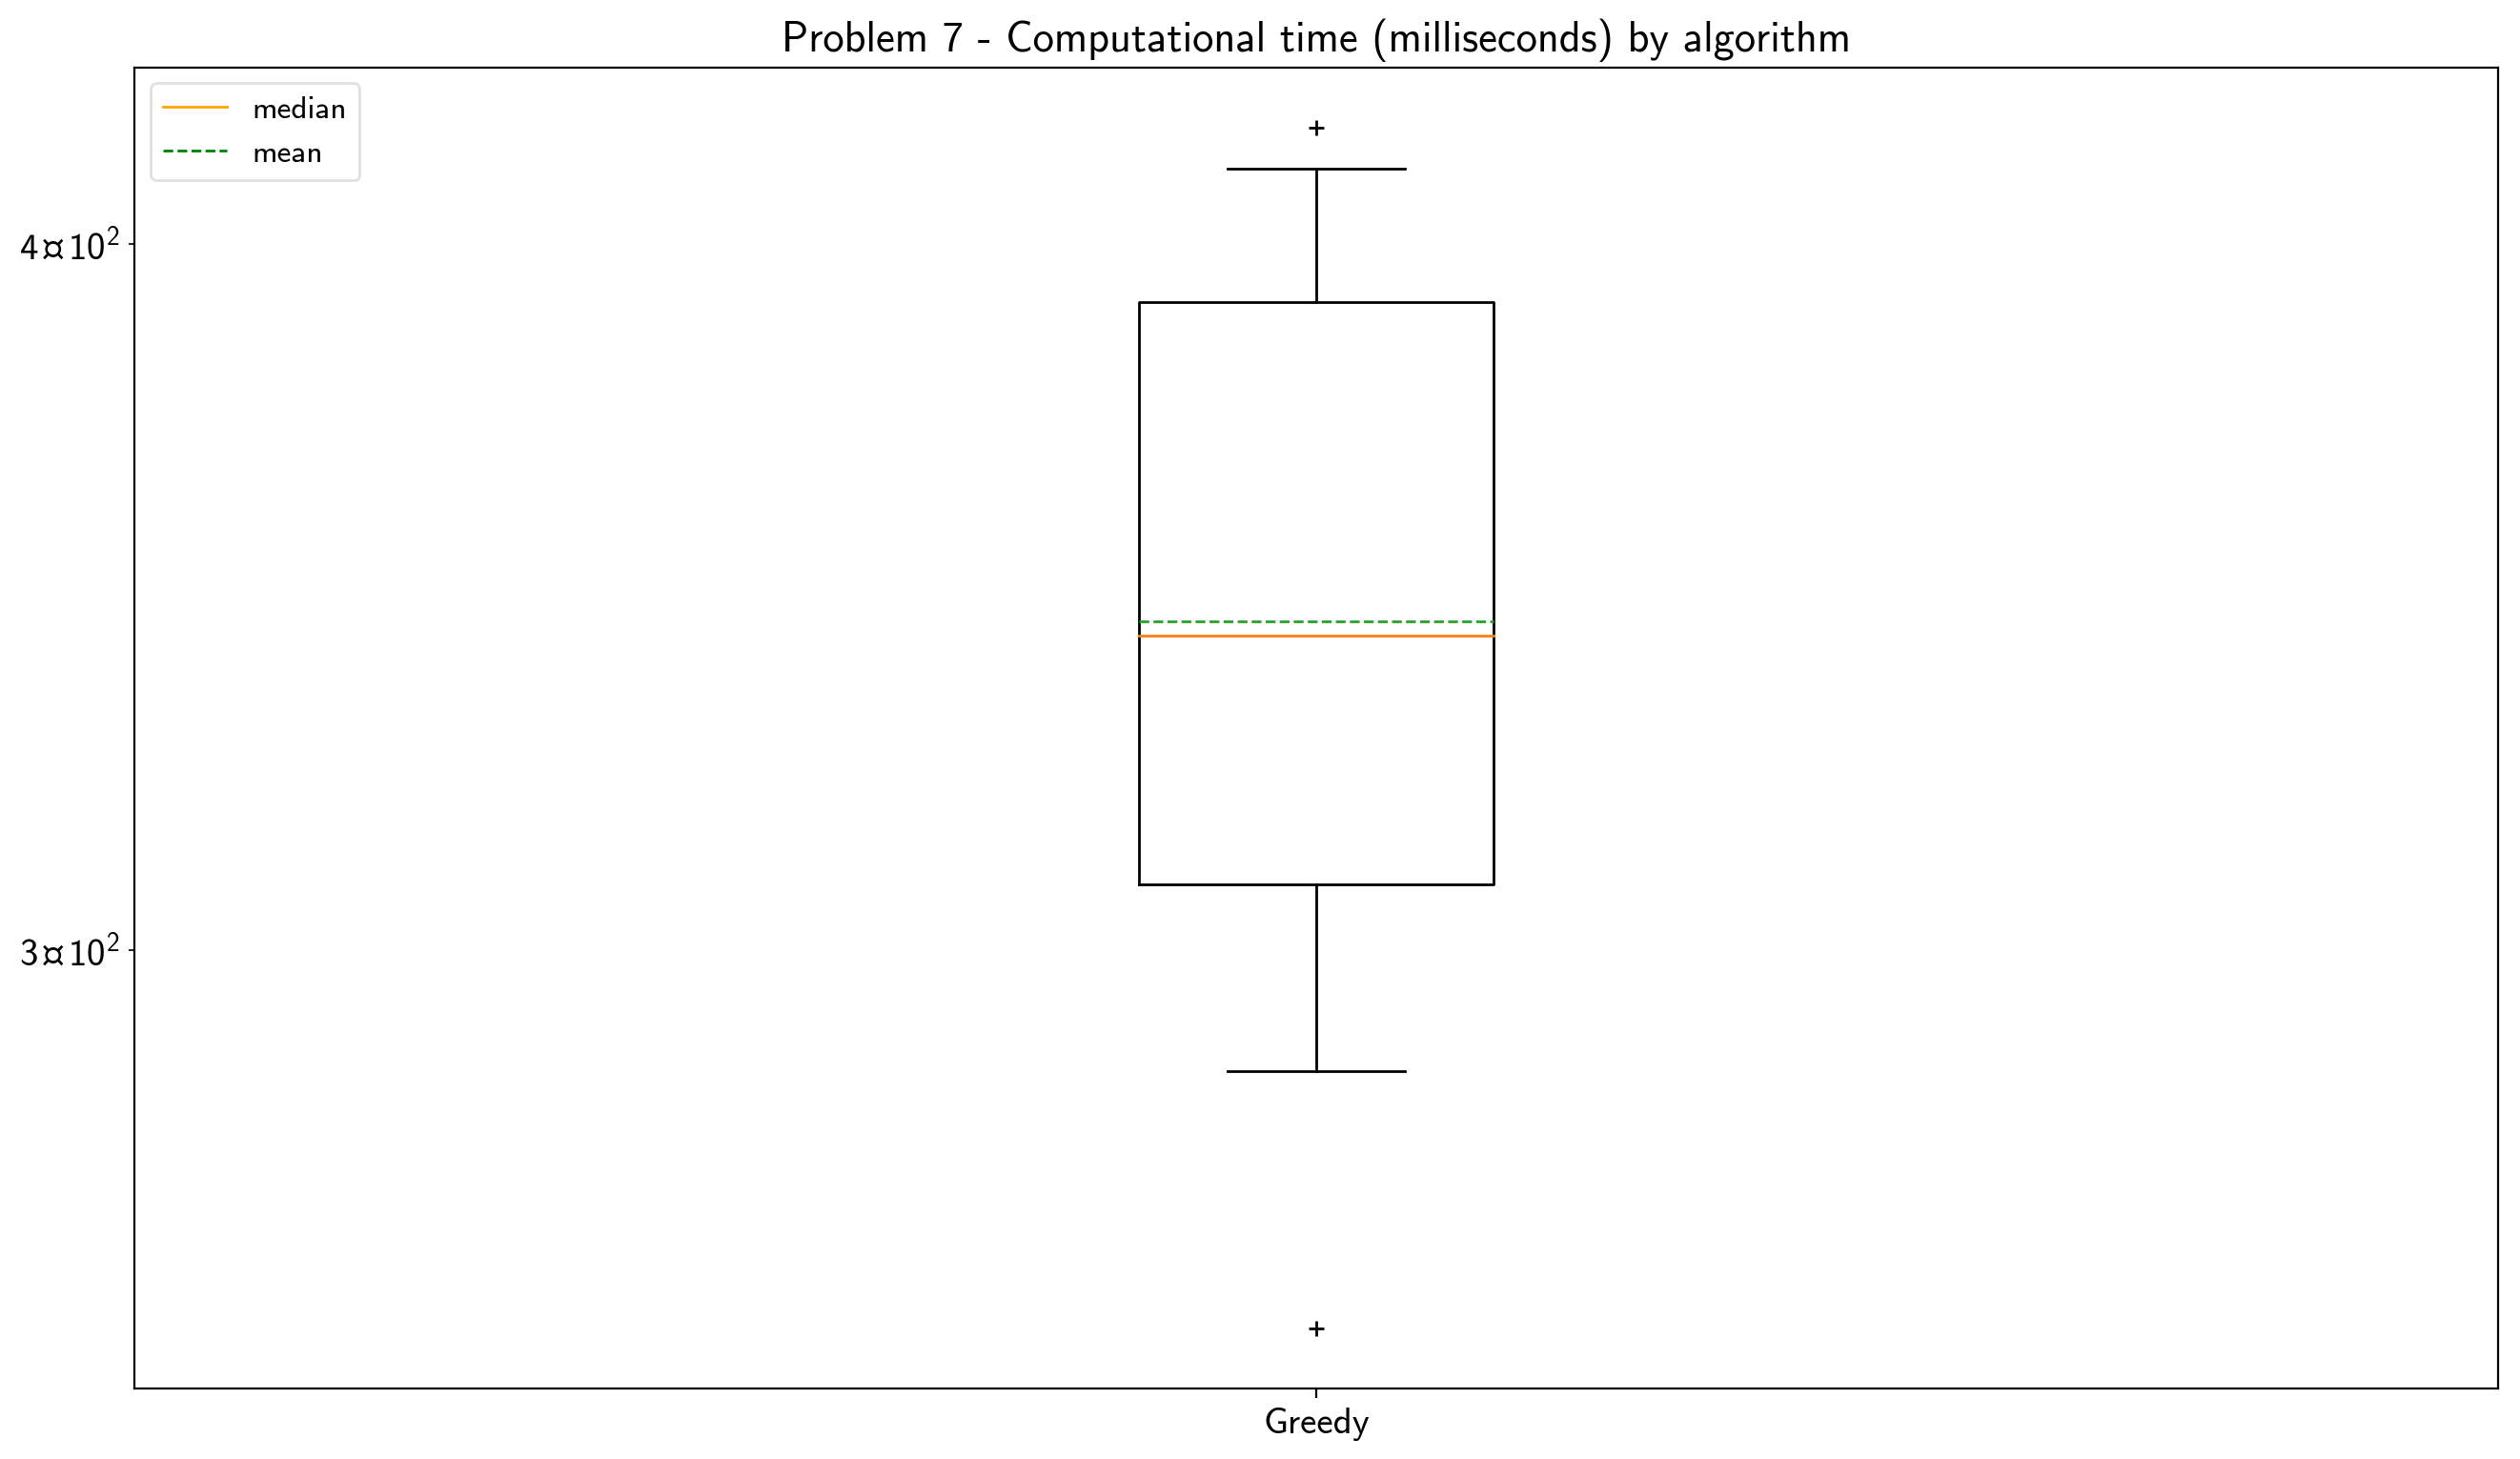 Problem 7 - Computational time (milliseconds) by algorithm
median
mean
4¤10²
3¤10²
Greedy